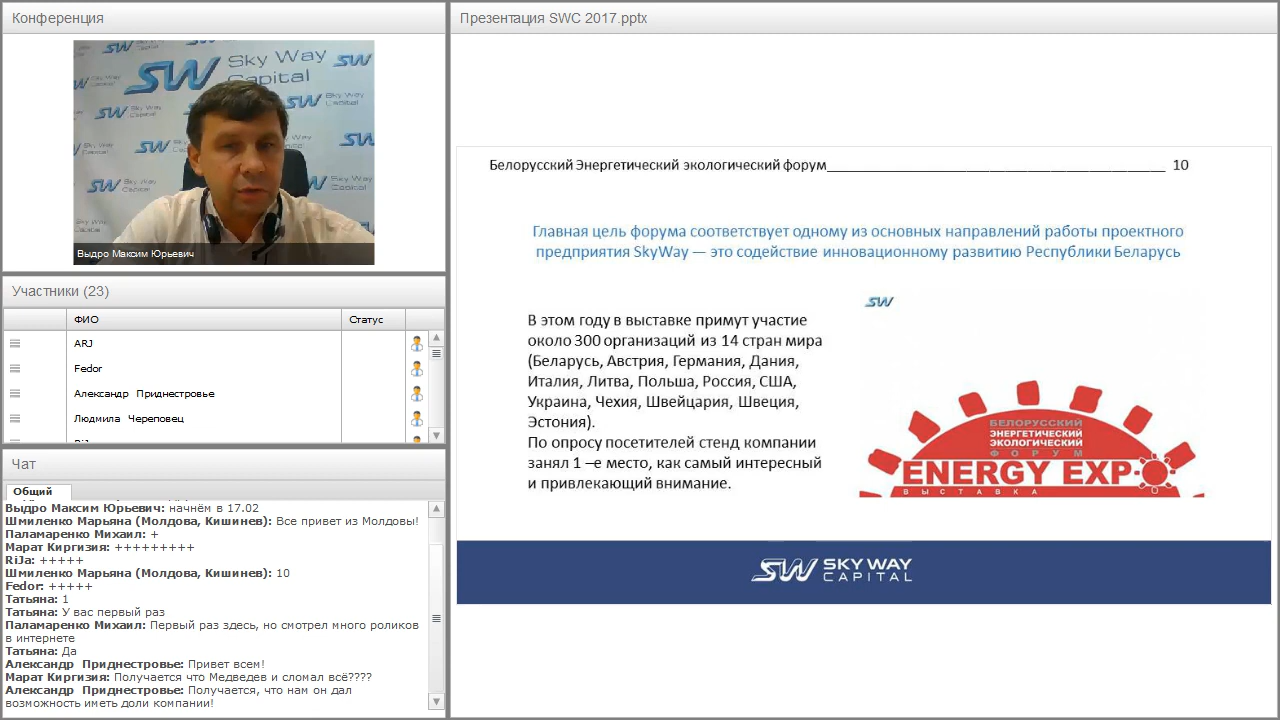 Конференция
SW Sky Way Capital
SW
SW Sky Way Capital
Выдро Максим Юрьевич
Участники (23)
ФИО
Статус
ARJ
Fedor
Александр Приднестровье
Людмила Череповец
Чат
Общий
Выдро Максим Юрьевич: начнём в 17.02
Шмиленко Марьяна (Молдова, Кишинев): Все привет из Молдовы!
Паламаренко Михаил: +
Марат Киргизия: +++++++++
RiJa: +++++
Шмиленко Марьяна (Молдова, Кишинев): 10
Fedor: +++++
Татьяна: 1
Татьяна: У вас первый раз
Паламаренко Михаил: Первый раз здесь, но смотрел много роликов
в интернете
Татьяна: Да
Александр Приднестровье: Привет всем!
Марат Киргизия: Получается что Медведев и сломал всё????
Александр Приднестровье: Получается, что нам он дал
возможность иметь доли компании!
Презентация SWC 2017.pptx
Белорусский Энергетический экологический форум 10
Главная цель форума соответствует одному из основных направлений работы проектного
предприятия SkyWay — это содействие инновационному развитию Республики Беларусь
SW
В этом году в выставке примут участие
около 300 организаций из 14 стран мира
(Беларусь, Австрия, Германия, Дания,
Италия, Литва, Польша, Россия, США,
Украина, Чехия, Швейцария, Швеция,
Эстония).
По опросу посетителей стенд компании
занял 1 –е место, как самый интересный
и привлекающий внимание.
БЕЛОРУССКИЙ
ЭНЕРГЕТИЧЕСКИЙ
ЭКОЛОГИЧЕСКИЙ
ФОРУМ
ENERGY EXPO
ВЫСТАВКА
SW SKY WAY
CAPITAL